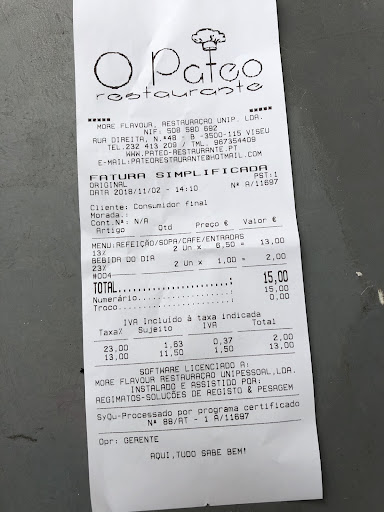 O Pateo
restaurante
MORE FLAVOUR, RESTAURAÇÃO UNIP. LDA.
NIF: 508 580 682
RUA DIREITA, N.º48 - B -3500-115 VISEU
TEL:232 413 209 / TML: 967354409
WWW.PATEO-RESTAURANTE.PT
E-MAIL:PATEORESTAURANTE@HOTMAIL.COM
FATURA SIMPLIFICADA
ORIGINAL PST:1
DATA 2018/11/02 - 14:10 Nº A/11697
Cliente: Consumidor final
Morada.:
Cont.Nº: N/A
Artigo Qtd Preço € Valor €
MENU:REFEIÇÃO/SOPA/CAFE/ENTRADAS
13% 2 Un x 6,50 = 13,00
BEBIDA DO DIA
23% 2 Un x 1,00 = 2,00
#004
TOTAL......................: 15,00
Numerário..................: 15,00
Troco......................: 0,00
IVA Incluído à taxa indicada
Taxa% Sujeito IVA Total
23,00 1,63 0,37 2,00
13,00 11,50 1,50 13,00
SOFTWARE LICENCIADO A:
MORE FLAVOUR RESTAURAÇÃO UNIPESSOAL,LDA.
INSTALADO E ASSISTIDO POR:
REGIMATOS-SOLUÇÕES DE REGISTO & PESAGEM
SyQu-Processado por programa certificado
Nº 88/AT - 1 A/11697
Opr: GERENTE
AQUI,TUDO SABE BEM!